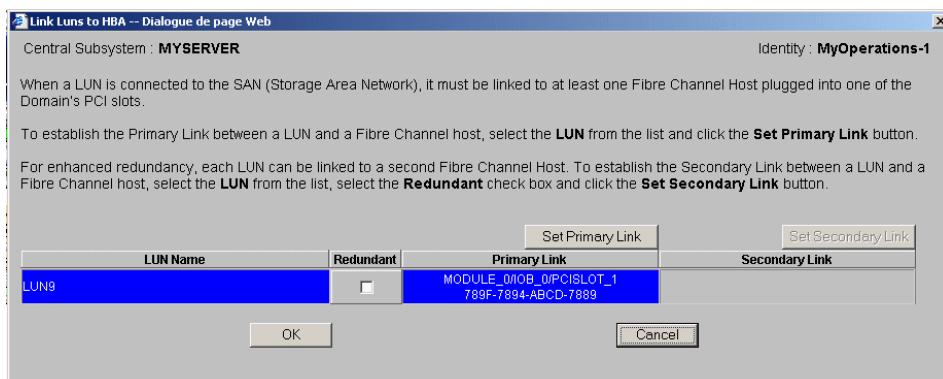 Link Luns to HBA -- Dialogue de page Web
Central Subsystem : MYSERVER Identity : MyOperations-1
When a LUN is connected to the SAN (Storage Area Network), it must be linked to at least one Fibre Channel Host plugged into one of the
Domain's PCI slots.
To establish the Primary Link between a LUN and a Fibre Channel host, select the LUN from the list and click the Set Primary Link button.
For enhanced redundancy, each LUN can be linked to a second Fibre Channel Host. To establish the Secondary Link between a LUN and a
Fibre Channel host, select the LUN from the list, select the Redundant check box and click the Set Secondary Link button.
Set Primary Link Set Secondary Link
LUN Name Redundant Primary Link Secondary Link
LUN9 MODULE_0/IOB_0/PCISLOT_1
789F-7894-ABCD-7889
OK Cancel